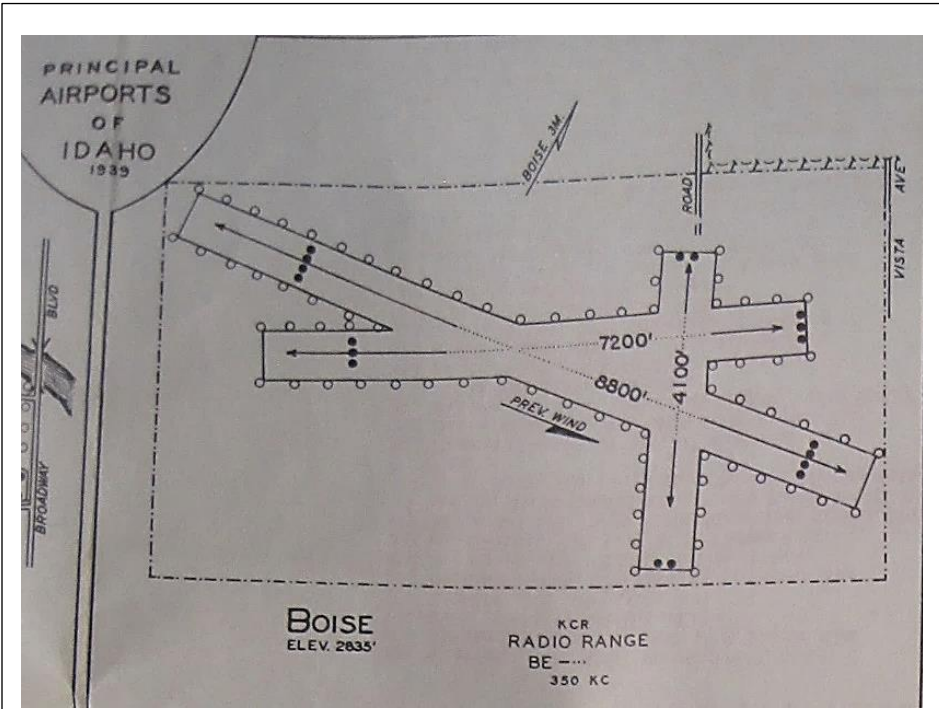 PRINCIPAL
AIRPORTS
OF
IDAHO
1939
BLVD
BROADWAY
BOISE 3M.
ROAD
VISTA AVE
7200'
8800'
4100'
PREV. WIND
BOISE
ELEV. 2835'
KCR
RADIO RANGE
BE —···
350 KC